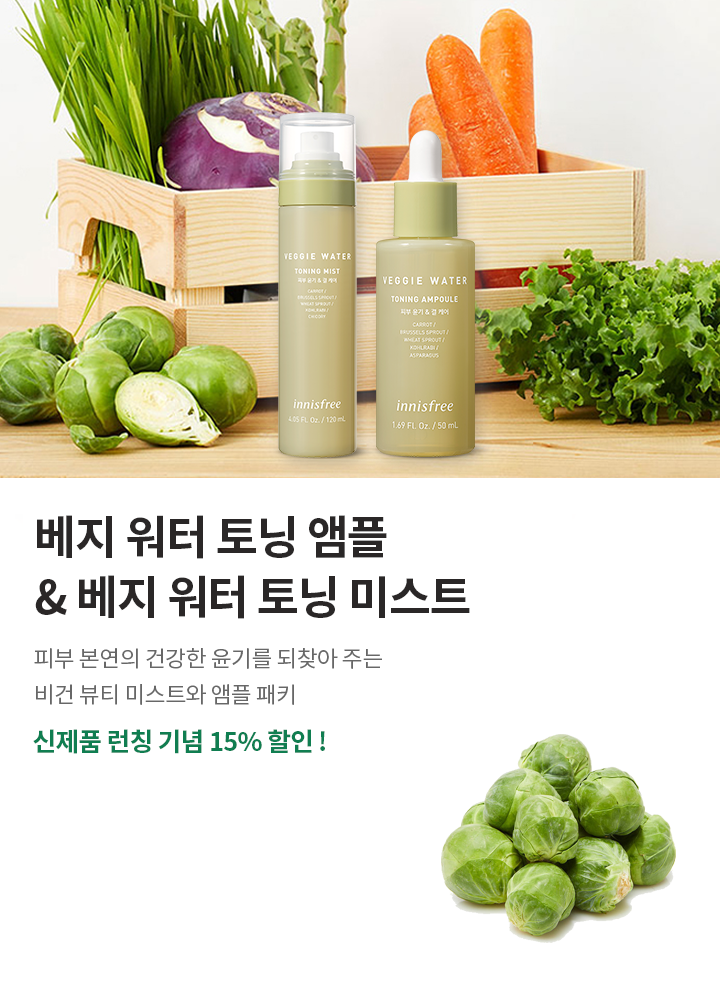 VEGGIE WATER
TONING MIST
피부 윤기 & 결 케어
CARROT /
BRUSSELS SPROUT /
WHEAT SPROUT /
KOHLRABI /
innisfree
4.05 Fl. Oz. / 120 mL
VEGGIE WATER
TONING AMPOULE
피부 윤기 & 결 케어
CARROT /
BRUSSELS SPROUT /
WHEAT SPROUT /
KOHLRABI /
ASPARAGUS
innisfree
1.69 Fl. Oz. / 50 mL
베지 워터 토닝 앰플
& 베지 워터 토닝 미스트
피부 본연의 건강한 윤기를 되찾아 주는
비건 뷰티 미스트와 앰플 패키
신제품 런칭 기념 15% 할인 !